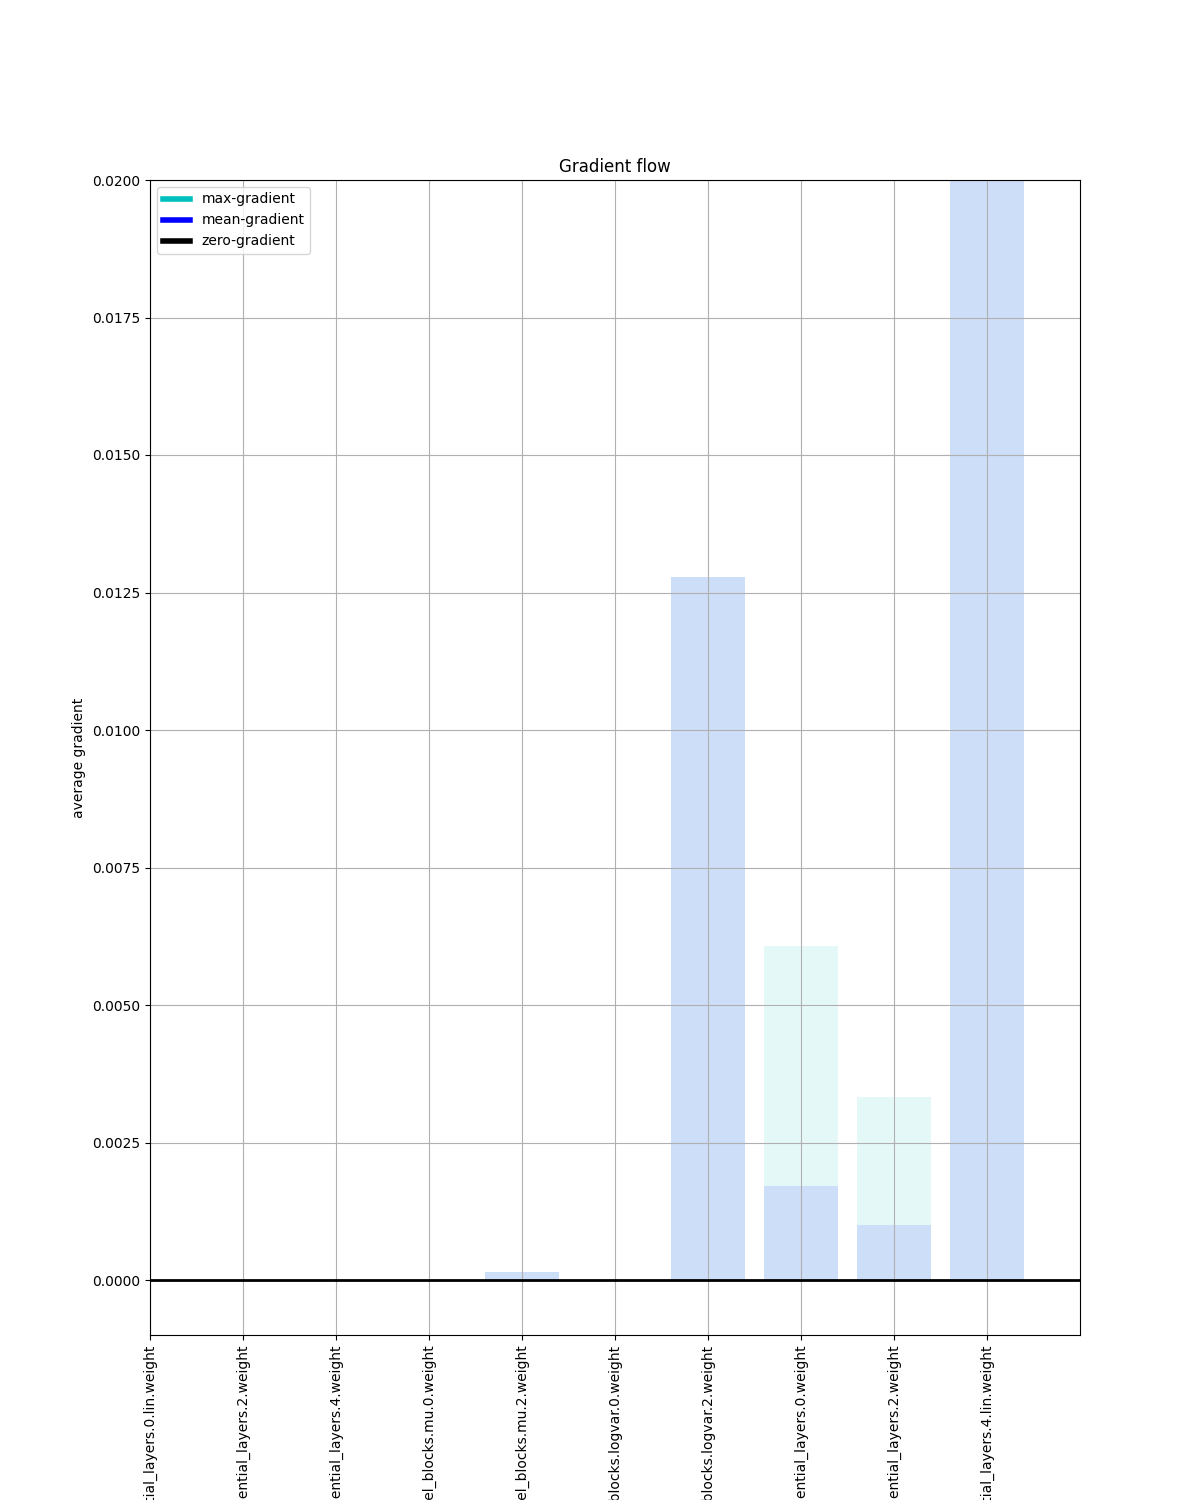 Gradient flow
max-gradient
mean-gradient
zero-gradient
0.0200
0.0175
0.0150
0.0125
0.0100
0.0075
0.0050
0.0025
0.0000
average gradient
tial_layers.0.lin.weight
ential_layers.2.weight
ential_layers.4.weight
el_blocks.mu.0.weight
el_blocks.mu.2.weight
blocks.logvar.0.weight
blocks.logvar.2.weight
ential_layers.0.weight
ential_layers.2.weight
tial_layers.4.lin.weight